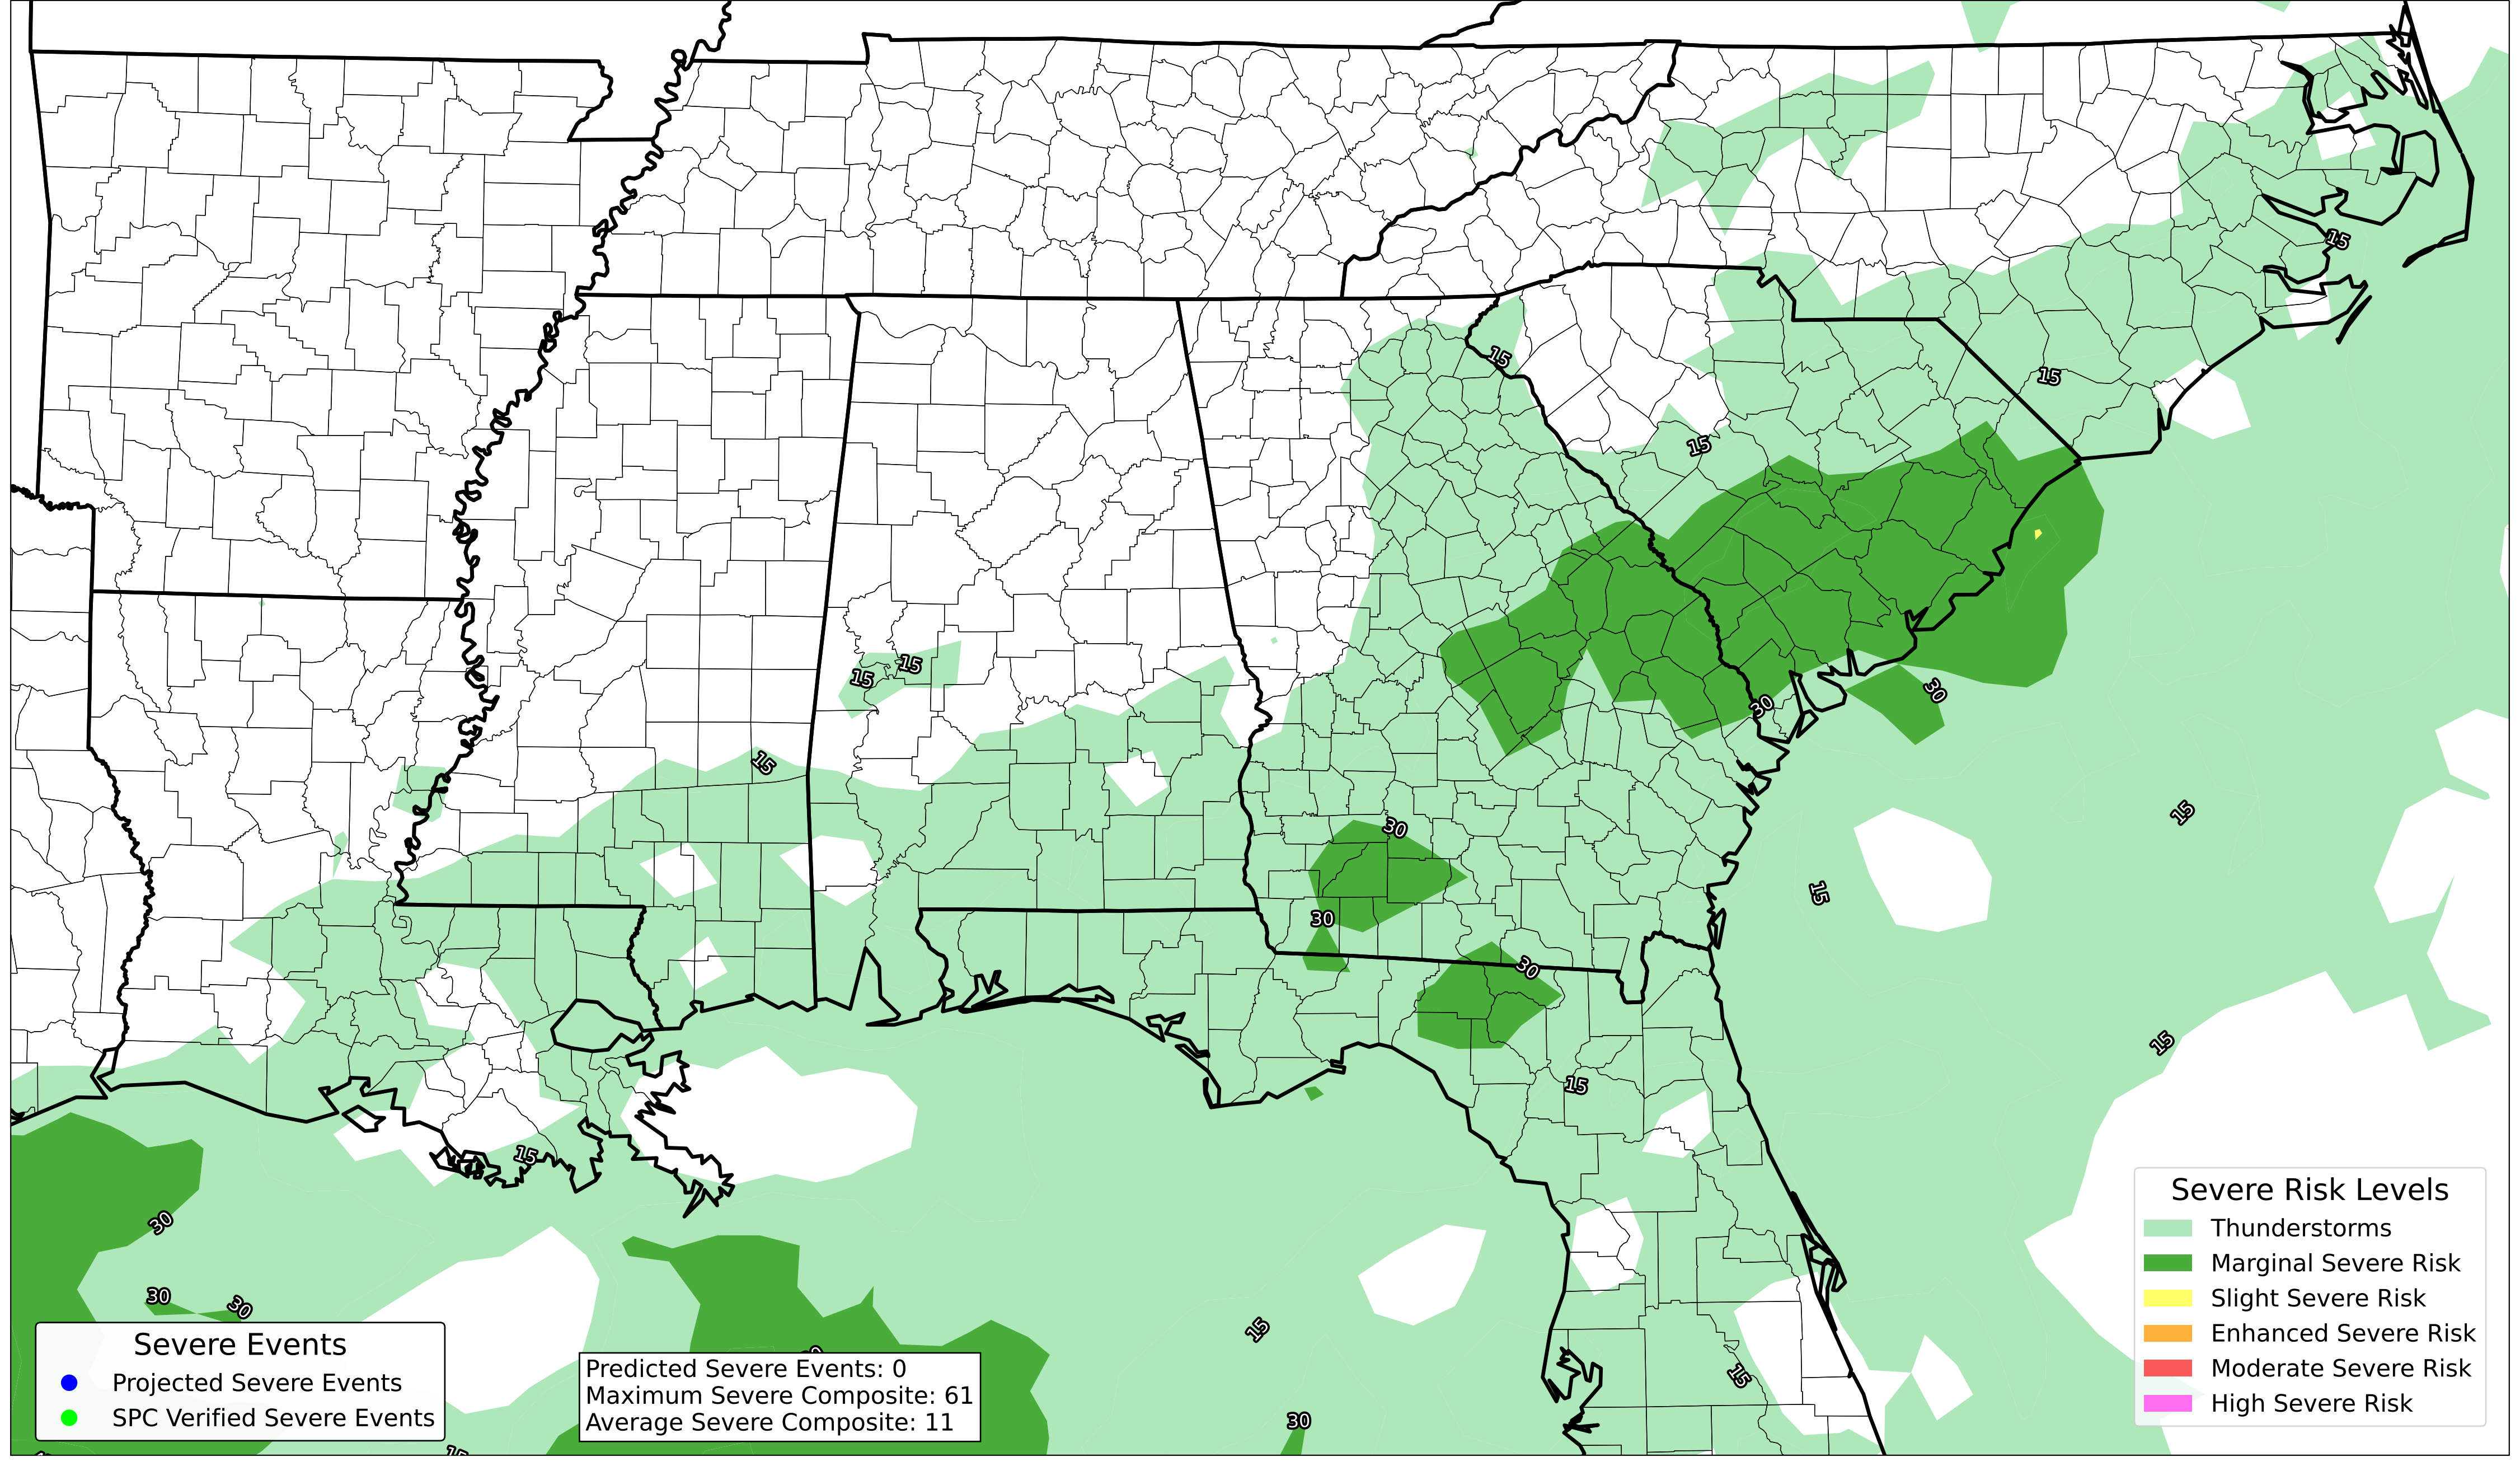 15
15
15
15
15
15
15
15
30
30
15
30
15
30
30
15
15
15
30
15
30
30
Severe Risk Levels
Thunderstorms
Marginal Severe Risk
Slight Severe Risk
Enhanced Severe Risk
Moderate Severe Risk
High Severe Risk
15
Severe Events
Projected Severe Events
SPC Verified Severe Events
Predicted Severe Events: 0
Maximum Severe Composite: 61
Average Severe Composite: 11
15
30